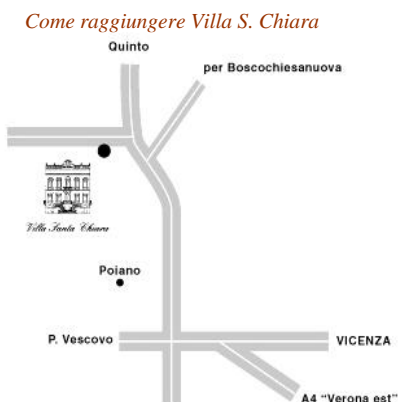 Come raggiungere Villa S. Chiara
Quinto
per Boscochiesanuova
Villa Santa Chiara
Poiano
P. Vescovo
VICENZA
A4 "Verona est"